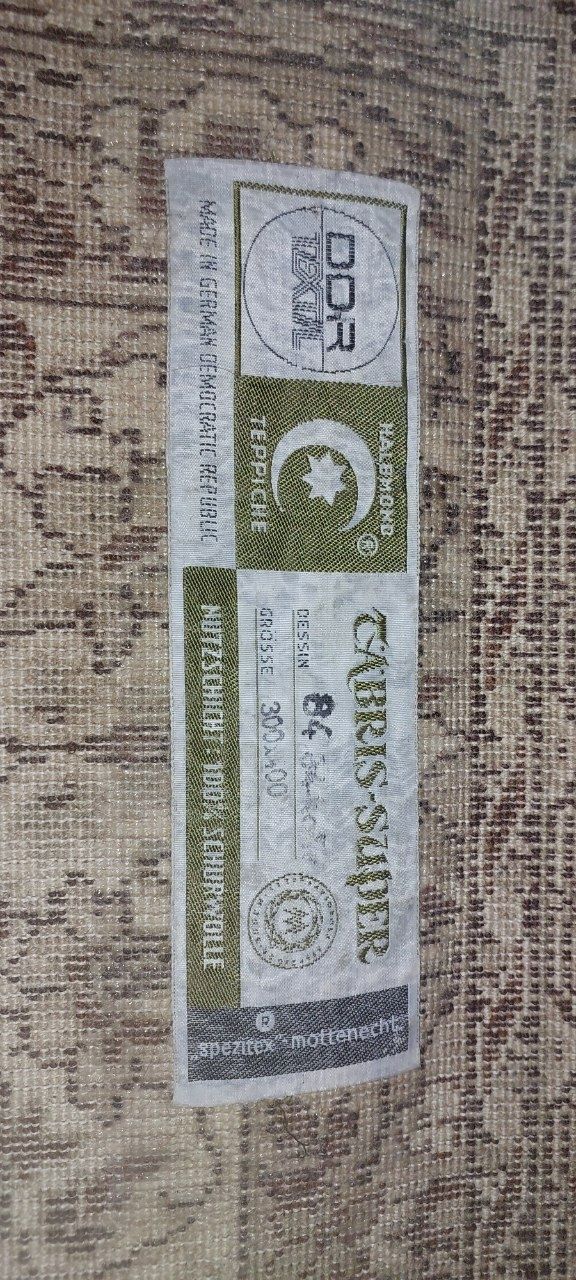 DDR
TEXTIL
HALBMOND
®
TEPPICHE
MADE IN GERMAN DEMOCRATIC REPUBLIC
TÄBRIS-SUPER
DESSIN 84
GRÖSSE 300x400
NUTZSCHICHT: 100% SCHURWOLLE
®
spezitex - mottenecht